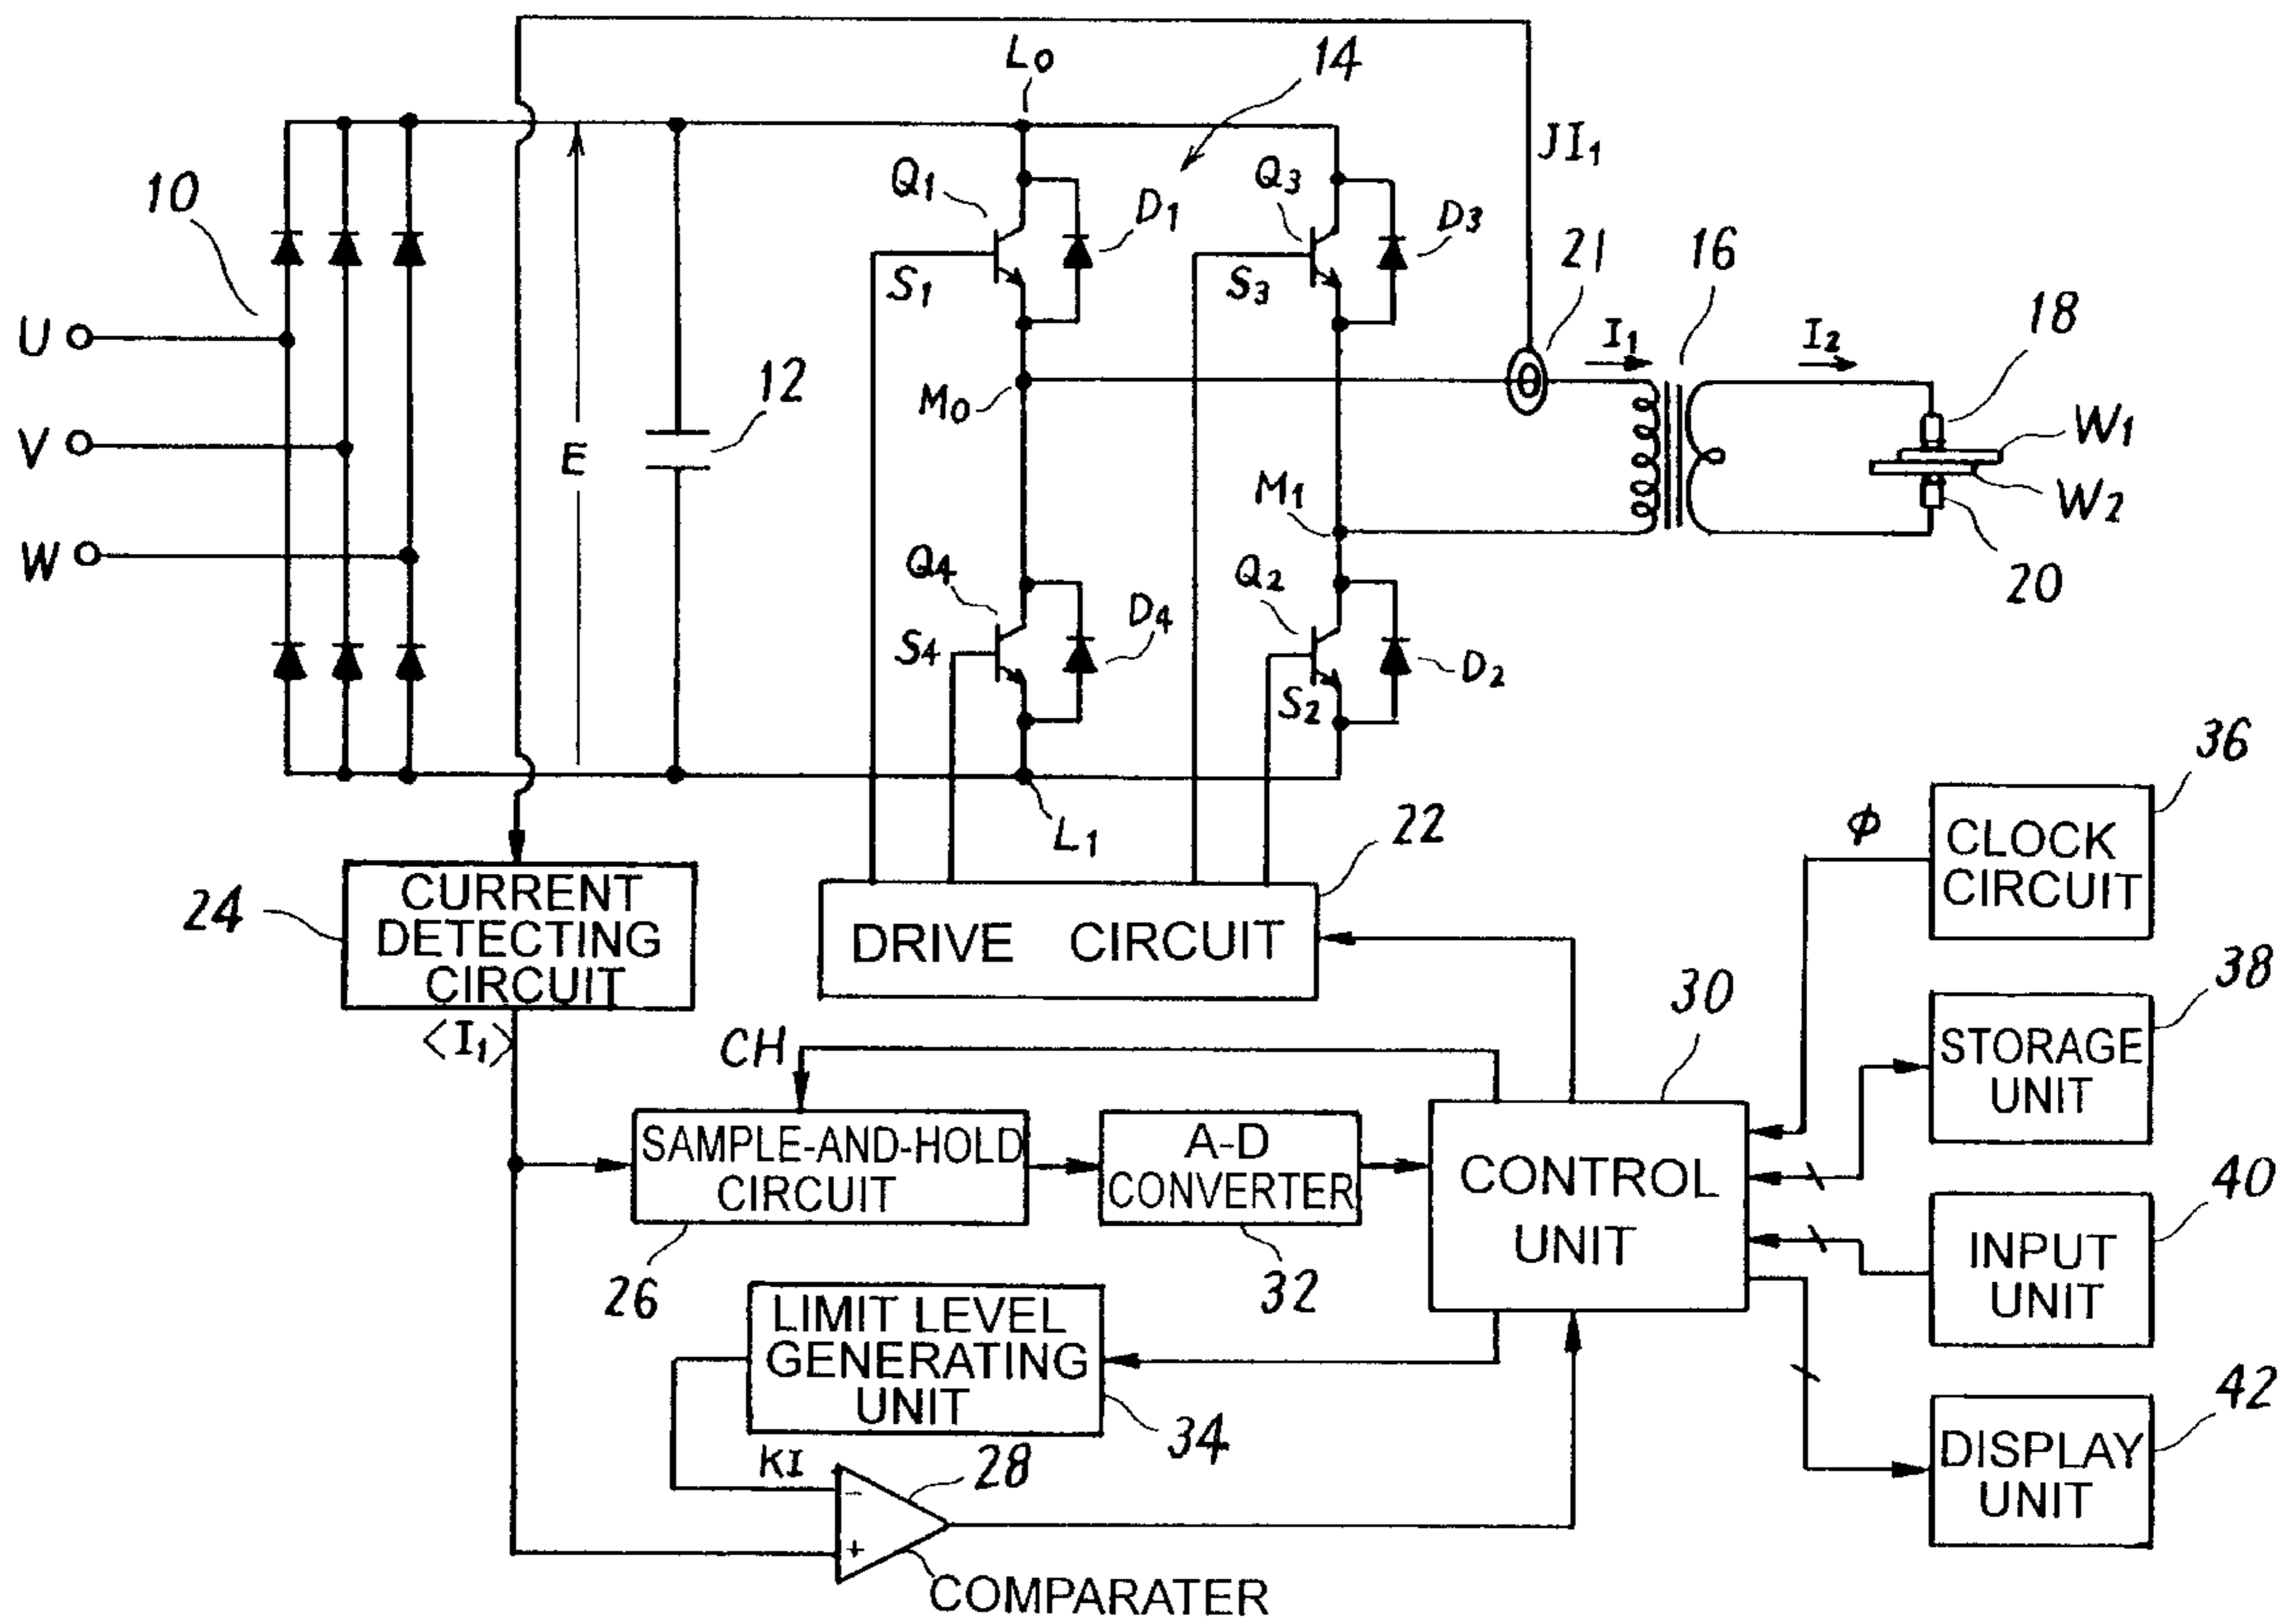 L0
14
JI1
10
Q1
D1
Q3
D3
21
16
S1
S3
U
I1
I2
18
12
M0
V
E
W1
M1
W2
W
Q4
Q2
20
D4
S4
D2
S2
36
L1
22
φ
CLOCK
CIRCUIT
24
CURRENT
DETECTING
CIRCUIT
DRIVE CIRCUIT
38
30
<I1>
CH
STORAGE
UNIT
SAMPLE-AND-HOLD
CIRCUIT
A-D
CONVERTER
CONTROL
UNIT
40
26
32
INPUT
UNIT
LIMIT LEVEL
GENERATING
UNIT
34
42
KI
28
DISPLAY
UNIT
−
+
COMPARATER